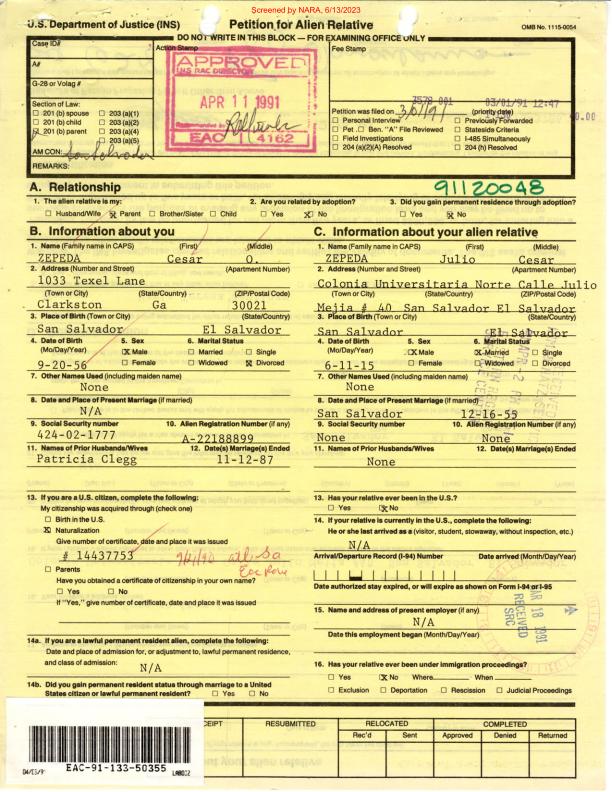 Screened by NARA, 6/13/2023
U.S. Department of Justice (INS) Petition for Alien Relative OMB No. 1115-0054
DO NOT WRITE IN THIS BLOCK — FOR EXAMINING OFFICE ONLY
Case ID# Action Stamp Fee Stamp
A#
G-28 or Volag #
APPROVED
U.S RAC DIRECTOR
APR 11 1991
EAC 4162
Section of Law:
201 (b) spouse 203 (a)(1)
201 (b) child 203 (a)(2)
201 (b) parent 203 (a)(4)
203 (a)(5)
AM CON: San Salvador
REMARKS:
3578 001 03/01/91 12:47
Petition was filed on 3/01/91 (priority date)
Personal Interview Previously Forwarded
Pet. Ben. "A" File Reviewed Stateside Criteria
Field Investigations I-485 Simultaneously
204 (a)(2)(A) Resolved 204 (h) Resolved
91120048
A. Relationship
1. The alien relative is my: 2. Are you related by adoption? 3. Did you gain permanent residence through adoption?
Husband/Wife X Parent Brother/Sister Child Yes X No Yes X No
B. Information about you
1. Name (Family name in CAPS) (First) (Middle)
ZEPEDA Cesar O.
2. Address (Number and Street) (Apartment Number)
1033 Texel Lane
(Town or City) (State/Country) (ZIP/Postal Code)
Clarkston Ga 30021
3. Place of Birth (Town or City) (State/Country)
San Salvador El Salvador
4. Date of Birth 5. Sex 6. Marital Status
(Mo/Day/Yr) X Male Married Single
9-20-56 Female Widowed X Divorced
7. Other Names Used (including maiden name)
None
8. Date and Place of Present Marriage (if married)
N/A
9. Social Security number 10. Alien Registration Number (if any)
424-02-1777 A-22188899
11. Names of Prior Husbands/Wives 12. Date(s) Marriage(s) Ended
Patricia Clegg 11-12-87
13. If you are a U.S. citizen, complete the following:
My citizenship was acquired through (check one)
Birth in the U.S.
X Naturalization
Give number of certificate, date and place it was issued
# 14437753
Parents
Have you obtained a certificate of citizenship in your own name?
Yes No
If "Yes," give number of certificate, date and place it was issued
14a. If you are a lawful permanent resident alien, complete the following:
Date and place of admission for, or adjustment to, lawful permanent residence,
and class of admission: N/A
14b. Did you gain permanent resident status through marriage to a United
States citizen or lawful permanent resident? Yes No
C. Information about your alien relative
1. Name (Family name in CAPS) (First) (Middle)
ZEPEDA Julio Cesar
2. Address (Number and Street) (Apartment Number)
Colonia Universitaria Norte Calle Julio
(Town or City) (State/Country) (ZIP/Postal Code)
Mejia # 40 San Salvador El Salvador
3. Place of Birth (Town or City) (State/Country)
San Salvador El Salvador
4. Date of Birth 5. Sex 6. Marital Status
(Mo/Day/Yr) X Male X Married Single
6-11-15 Female Widowed Divorced
7. Other Names Used (including maiden name)
None
8. Date and Place of Present Marriage (if married)
San Salvador 12-16-55
9. Social Security number 10. Alien Registration Number (if any)
None None
11. Names of Prior Husbands/Wives 12. Date(s) Marriage(s) Ended
None
13. Has your relative ever been in the U.S.?
Yes X No
14. If your relative is currently in the U.S., complete the following:
He or she last arrived as a (visitor, student, stowaway, without inspection, etc.)
N/A
Arrival/Departure Record (I-94) Number Date arrived (Month/Day/Year)
Date authorized stay expired, or will expire as shown on Form I-94 or I-95
15. Name and address of present employer (if any)
N/A
Date this employment began (Month/Day/Year)
MAR 18 1991
RECEIVED
SRC
16. Has your relative ever been under immigration proceedings?
Yes X No Where When
Exclusion Deportation Rescission Judicial Proceedings
RECEIPT RESUBMITTED RELOCATED COMPLETED
Rec'd Sent Approved Denied Returned
EAC-91-133-50355